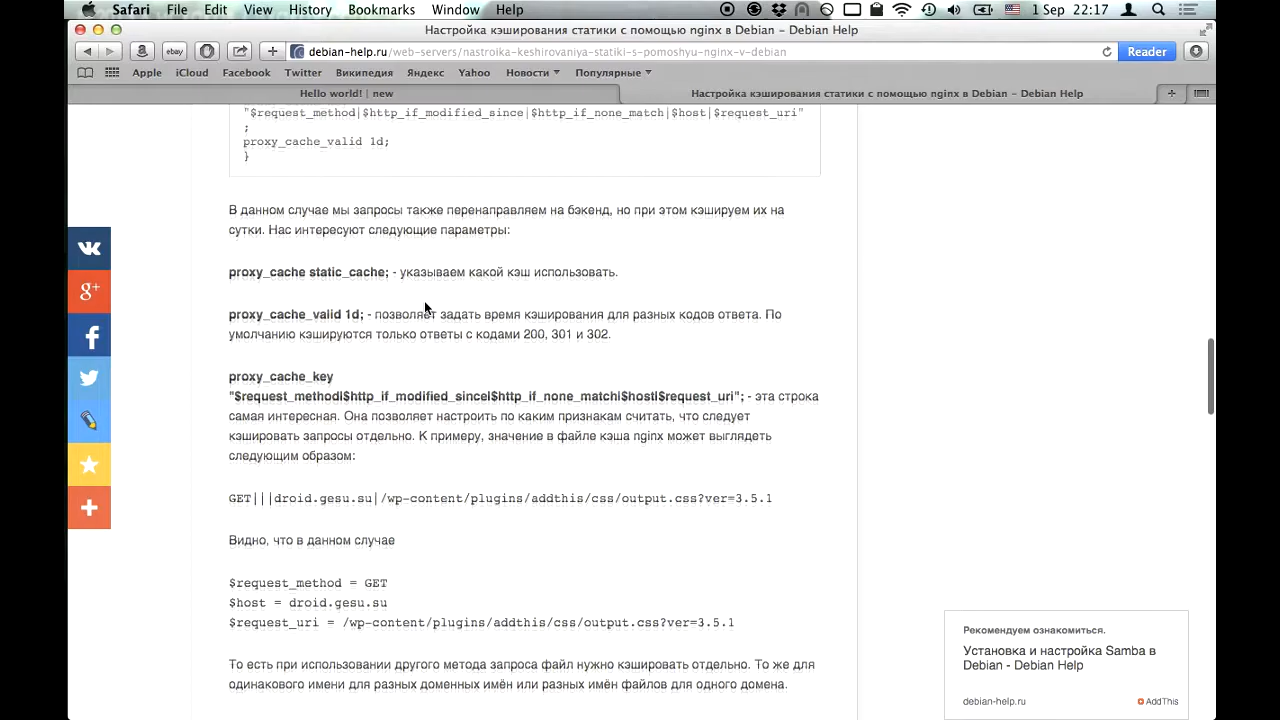 Safari File Edit View History Bookmarks Window Help 1 Sep 22:17
Настройка кэширования статики с помощью nginx в Debian – Debian Help
ebay debian-help.ru/web-servers/nastroika-keshirovaniya-statiki-s-pomoshyu-nginx-v-debian Reader
Apple iCloud Facebook Twitter Википедия Яндекс Yahoo Новости Популярные
Hello world! | new Настройка кэширования статики с помощью nginx в Debian – Debian Help
"$request_method|$http_if_modified_since|$http_if_none_match|$host|$request_uri"
;
proxy_cache_valid 1d;
}
В данном случае мы запросы также перенаправляем на бэкенд, но при этом кэшируем их на
сутки. Нас интересуют следующие параметры:
proxy_cache static_cache; - указываем какой кэш использовать.
proxy_cache_valid 1d; - позволяет задать время кэширования для разных кодов ответа. По
умолчанию кэшируются только ответы с кодами 200, 301 и 302.
proxy_cache_key
"$request_method|$http_if_modified_since|$http_if_none_match|$host|$request_uri"; - эта строка
самая интересная. Она позволяет настроить по каким признакам считать, что следует
кэшировать запросы отдельно. К примеру, значение в файле кэша nginx может выглядеть
следующим образом:
GET|||droid.gesu.su|/wp-content/plugins/addthis/css/output.css?ver=3.5.1
Видно, что в данном случае
$request_method = GET
$host = droid.gesu.su
$request_uri = /wp-content/plugins/addthis/css/output.css?ver=3.5.1
То есть при использовании другого метода запроса файл нужно кэшировать отдельно. То же для
одинакового имени для разных доменных имён или разных имён файлов для одного домена.
Рекомендуем ознакомиться.
Установка и настройка Samba в
Debian - Debian Help
debian-help.ru AddThis